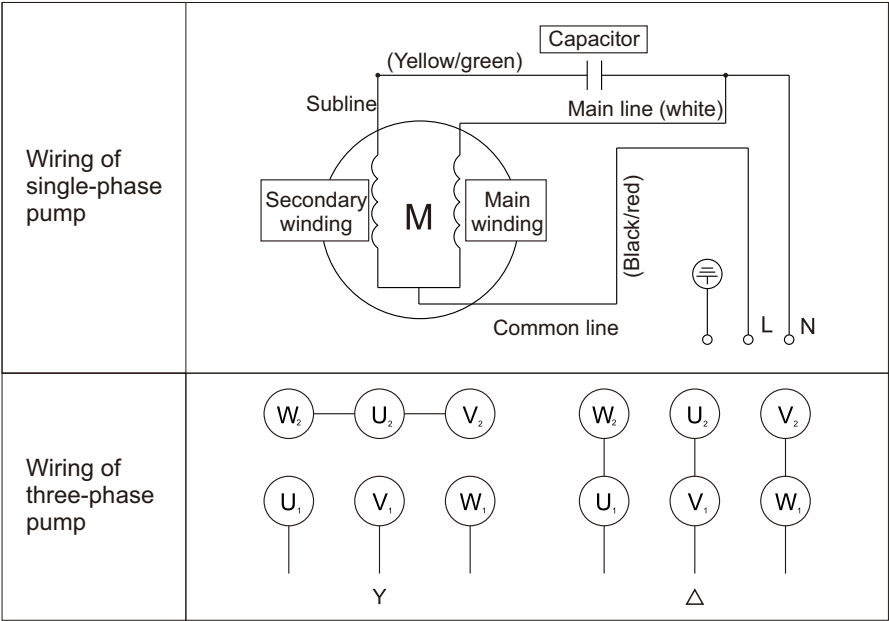 Wiring of
single-phase
pump
Capacitor
(Yellow/green)
Subline
Main line (white)
Secondary
winding
M
Main
winding
(Black/red)
Common line
L
N
Wiring of
three-phase
pump
W₂ U₂ V₂
U₁ V₁ W₁
Y
W₂ U₂ V₂
U₁ V₁ W₁
△